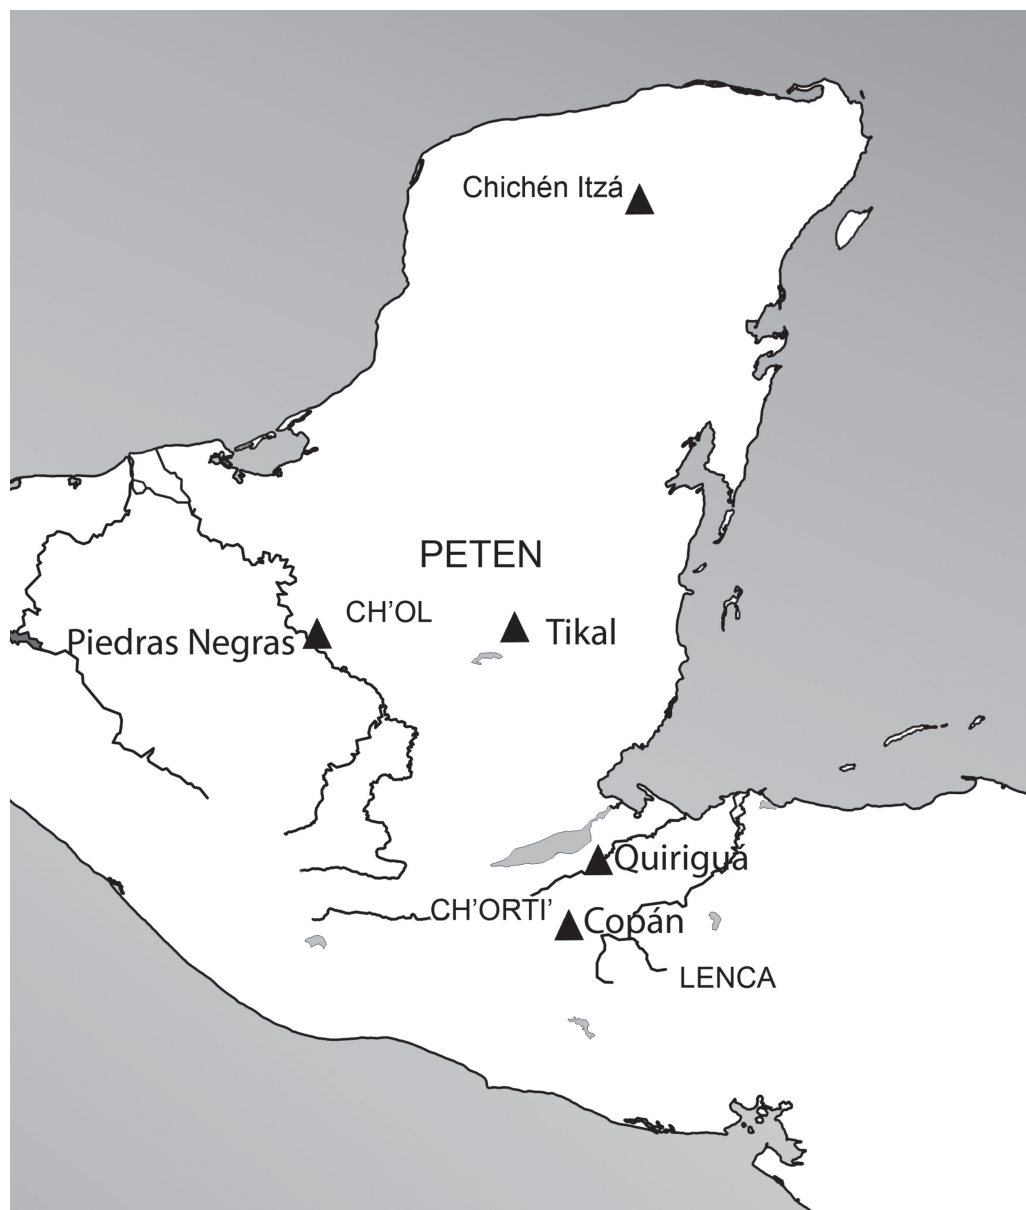 Chichén Itzá
PETEN
CH'OL
Piedras Negras
Tikal
Quiriguá
CH'ORTI'
Copán
LENCA